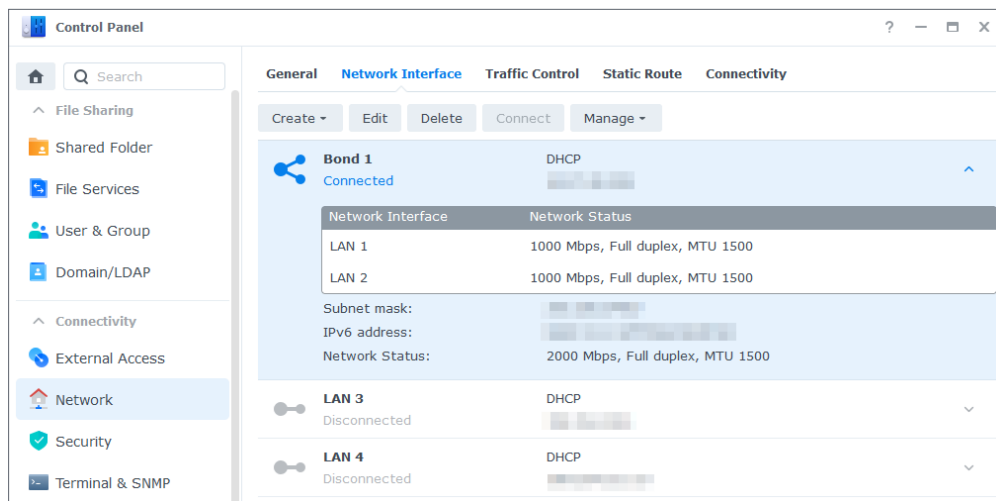 Control Panel
?
Search
General Network Interface Traffic Control Static Route Connectivity
File Sharing
Shared Folder
File Services
User & Group
Domain/LDAP
Connectivity
External Access
Network
Security
Terminal & SNMP
Create Edit Delete Connect Manage
Bond 1 DHCP
Connected
Network Interface Network Status
LAN 1 1000 Mbps, Full duplex, MTU 1500
LAN 2 1000 Mbps, Full duplex, MTU 1500
Subnet mask:
IPv6 address:
Network Status: 2000 Mbps, Full duplex, MTU 1500
LAN 3 DHCP
Disconnected
LAN 4 DHCP
Disconnected